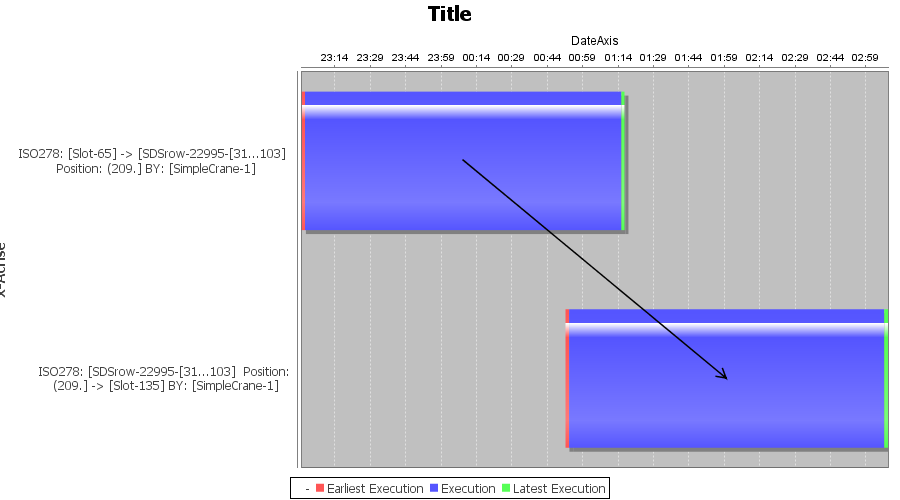 Title
DateAxis
23:14 23:29 23:44 23:59 00:14 00:29 00:44 00:59 01:14 01:29 01:44 01:59 02:14 02:29 02:44 02:59
ISO278: [Slot-65] -> [SDSrow-22995-[31...103]
Position: (209.] BY: [SimpleCrane-1]
ISO278: [SDSrow-22995-[31...103] Position:
(209.] -> [Slot-135] BY: [SimpleCrane-1]
- Earliest Execution Execution Latest Execution